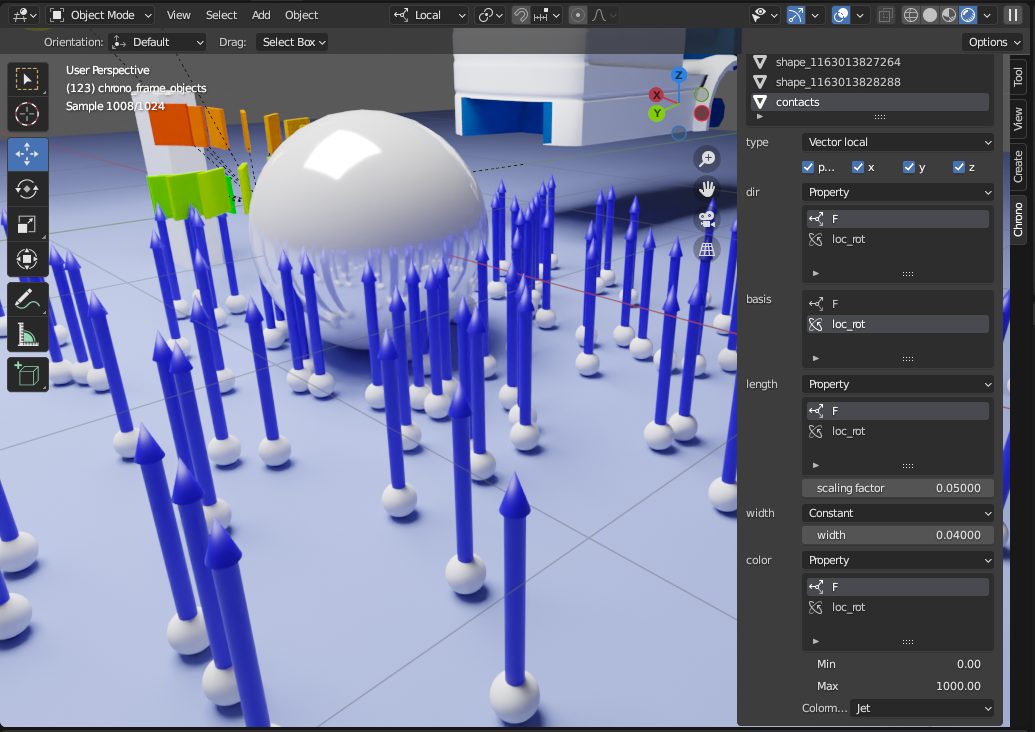 Object Mode View Select Add Object Local
Orientation: Default Drag: Select Box Options
User Perspective
(123) chrono_frame_objects
Sample 1008/1024
Z
X
Y
Tool
View
Create
Chrono
shape_1163013827264
shape_1163013828288
contacts
type Vector local
p... x y z
dir Property
F
loc_rot
basis
F
loc_rot
length Property
F
loc_rot
scaling factor 0.05000
width Constant
width 0.04000
color Property
F
loc_rot
Min 0.00
Max 1000.00
Colorm... Jet